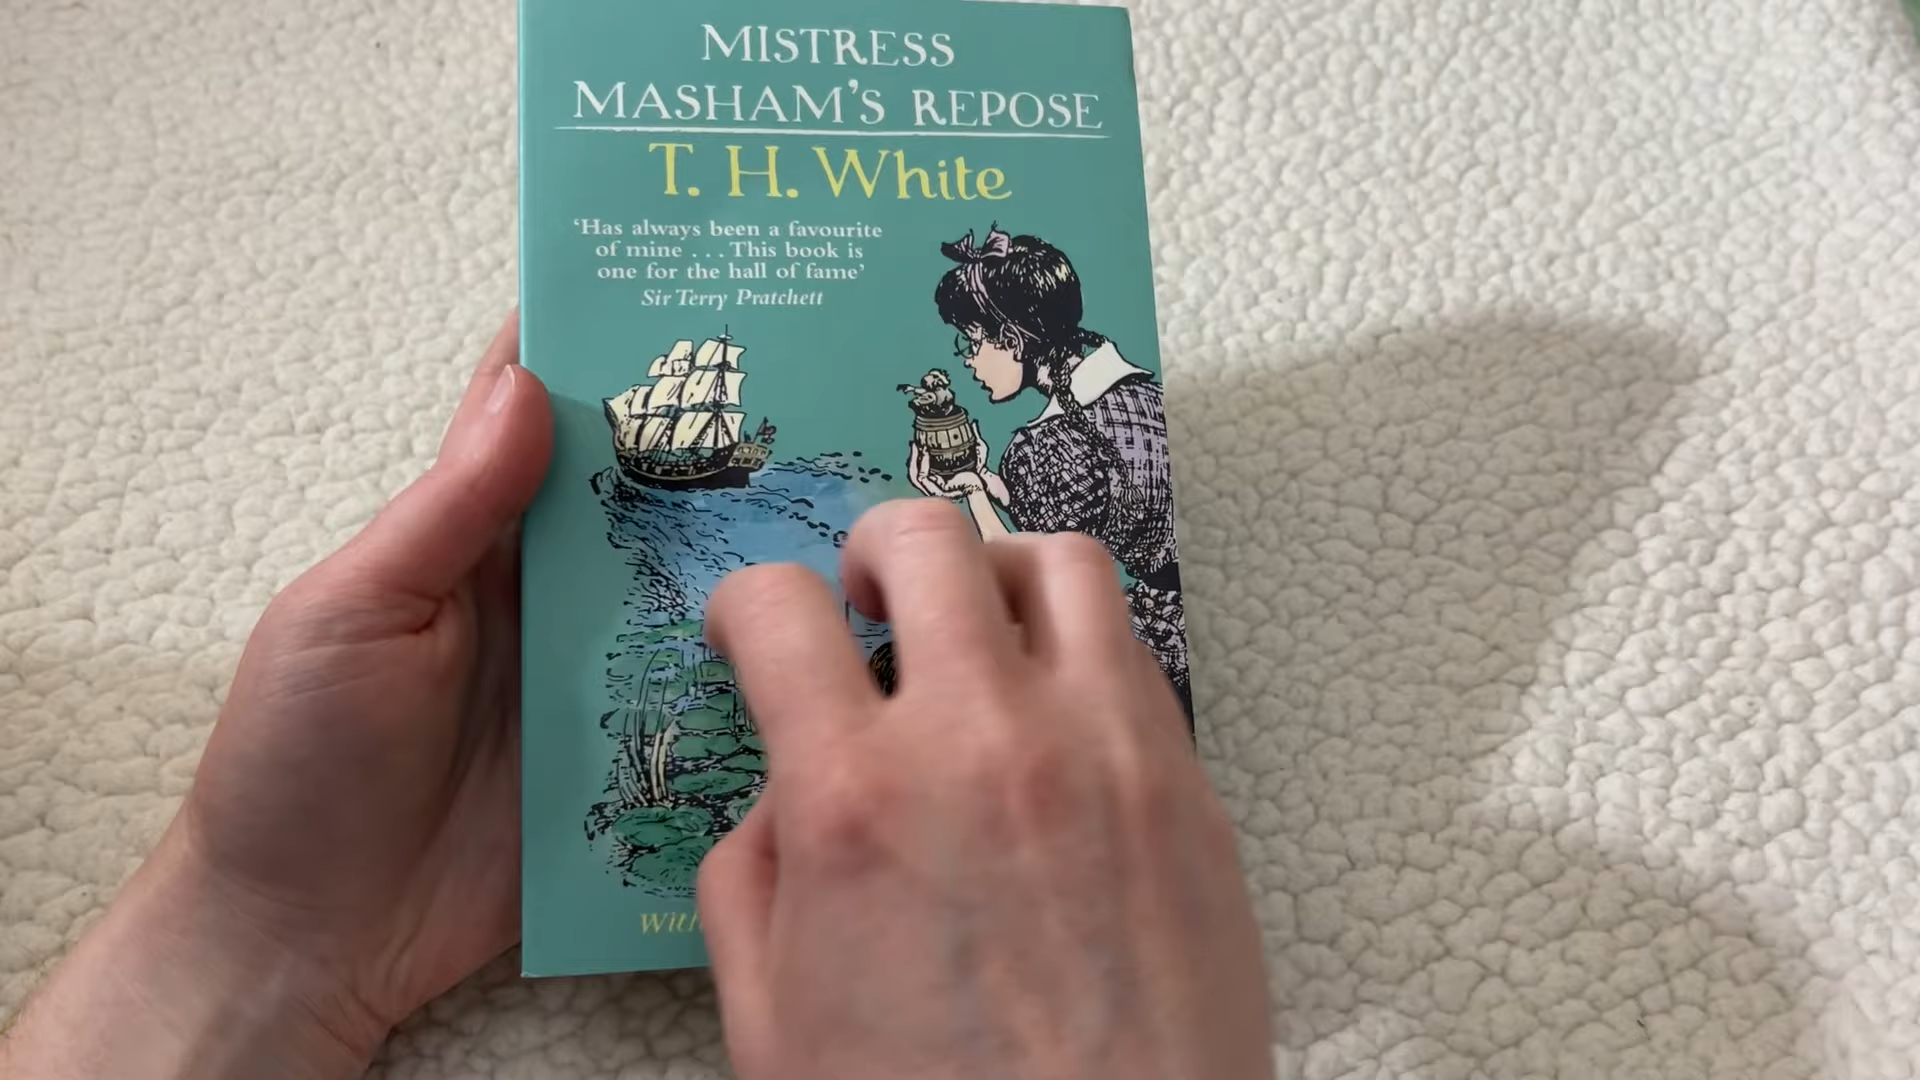 MISTRESS
MASHAM'S REPOSE
T. H. White
‘Has always been a favourite
of mine . . . This book is
one for the hall of fame’
Sir Terry Pratchett